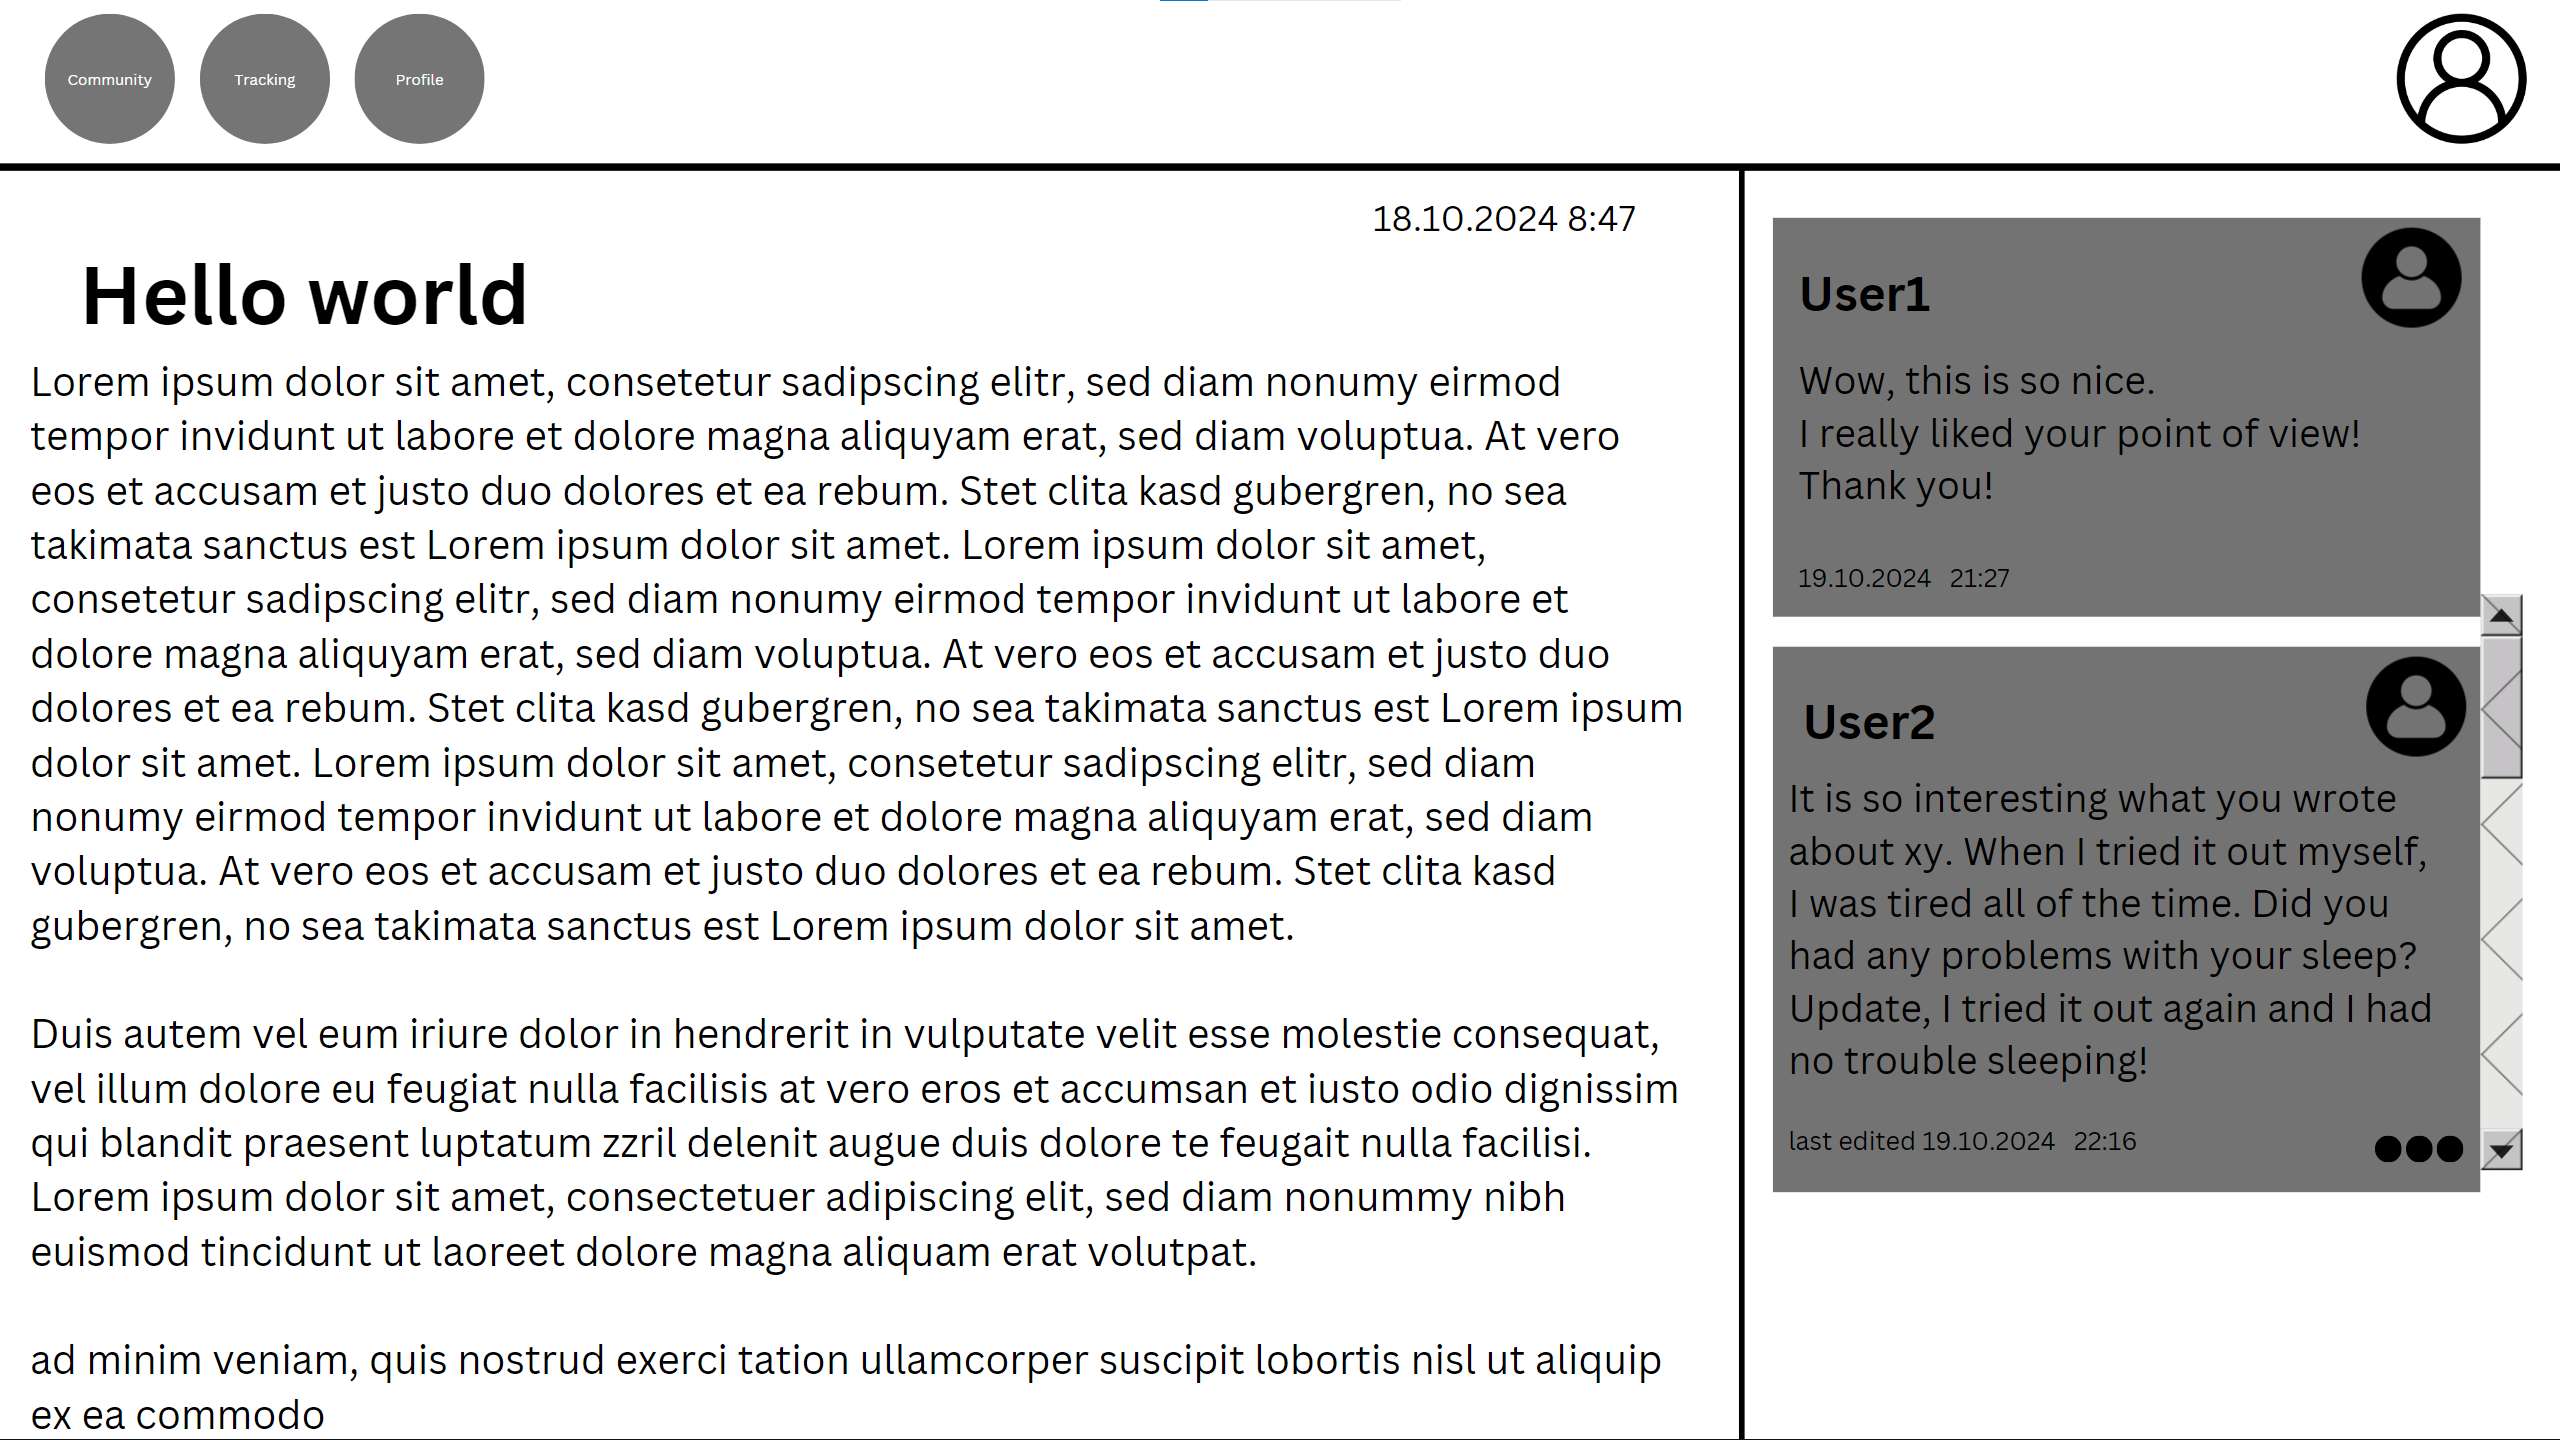 Community
Tracking
Profile
18.10.2024 8:47
Hello world
Lorem ipsum dolor sit amet, consetetur sadipscing elitr, sed diam nonumy eirmod
tempor invidunt ut labore et dolore magna aliquyam erat, sed diam voluptua. At vero
eos et accusam et justo duo dolores et ea rebum. Stet clita kasd gubergren, no sea
takimata sanctus est Lorem ipsum dolor sit amet. Lorem ipsum dolor sit amet,
consetetur sadipscing elitr, sed diam nonumy eirmod tempor invidunt ut labore et
dolore magna aliquyam erat, sed diam voluptua. At vero eos et accusam et justo duo
dolores et ea rebum. Stet clita kasd gubergren, no sea takimata sanctus est Lorem ipsum
dolor sit amet. Lorem ipsum dolor sit amet, consetetur sadipscing elitr, sed diam
nonumy eirmod tempor invidunt ut labore et dolore magna aliquyam erat, sed diam
voluptua. At vero eos et accusam et justo duo dolores et ea rebum. Stet clita kasd
gubergren, no sea takimata sanctus est Lorem ipsum dolor sit amet.
Duis autem vel eum iriure dolor in hendrerit in vulputate velit esse molestie consequat,
vel illum dolore eu feugiat nulla facilisis at vero eros et accumsan et iusto odio dignissim
qui blandit praesent luptatum zzril delenit augue duis dolore te feugait nulla facilisi.
Lorem ipsum dolor sit amet, consectetuer adipiscing elit, sed diam nonummy nibh
euismod tincidunt ut laoreet dolore magna aliquam erat volutpat.
ad minim veniam, quis nostrud exerci tation ullamcorper suscipit lobortis nisl ut aliquip
ex ea commodo
User1
Wow, this is so nice.
I really liked your point of view!
Thank you!
19.10.2024 21:27
User2
It is so interesting what you wrote
about xy. When I tried it out myself,
I was tired all of the time. Did you
had any problems with your sleep?
Update, I tried it out again and I had
no trouble sleeping!
last edited 19.10.2024 22:16